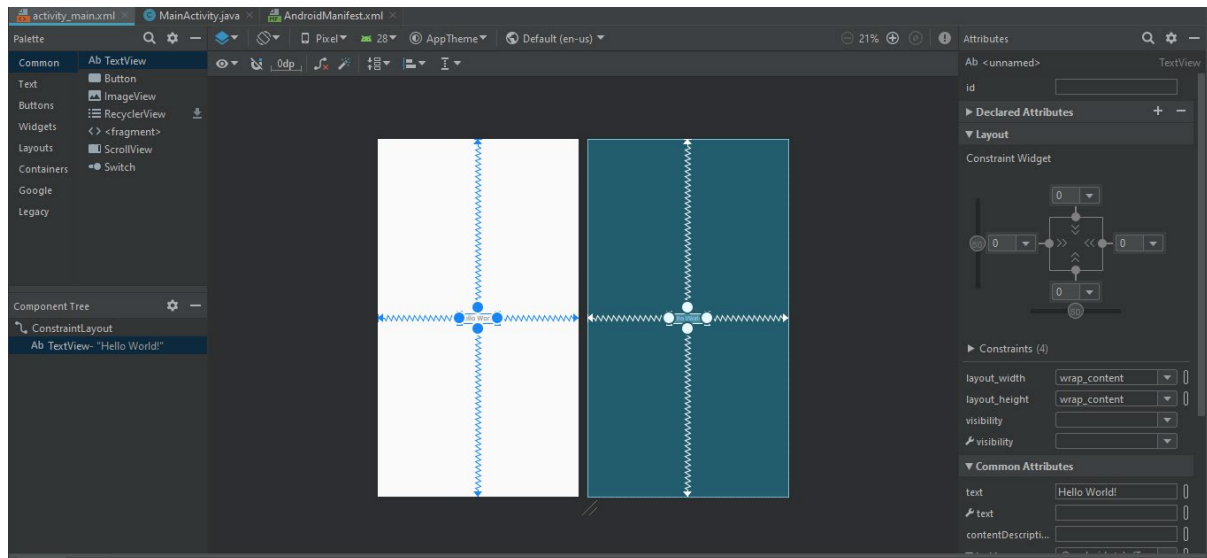 activity_main.xml MainActivity.java AndroidManifest.xml
Palette
Common
Text
Buttons
Widgets
Layouts
Containers
Google
Legacy
Ab TextView
Button
ImageView
RecyclerView
<fragment>
ScrollView
Switch
Pixel 28 AppTheme Default (en-us) 21%
0dp
Component Tree
ConstraintLayout
Ab TextView- "Hello World!"
Attributes
Ab <unnamed> TextView
id
Declared Attributes
Layout
Constraint Widget
0
50 0 0
0
50
Constraints (4)
layout_width wrap_content
layout_height wrap_content
visibility
visibility
Common Attributes
text Hello World!
text
contentDescripti...